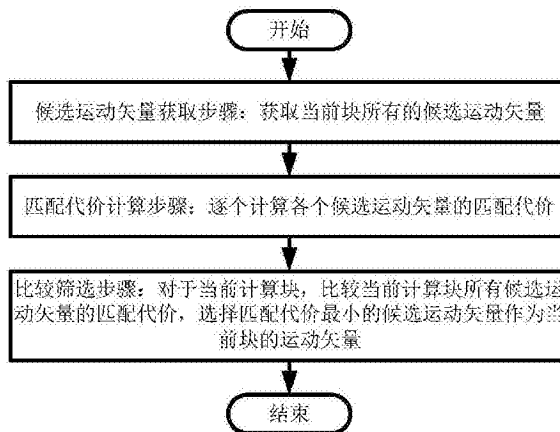 开始
候选运动矢量获取步骤：获取当前块所有的候选运动矢量
匹配代价计算步骤：逐个计算各个候选运动矢量的匹配代价
比较筛选步骤：对于当前计算块，比较当前计算块所有候选运
动矢量的匹配代价，选择匹配代价最小的候选运动矢量作为当
前块的运动矢量
结束